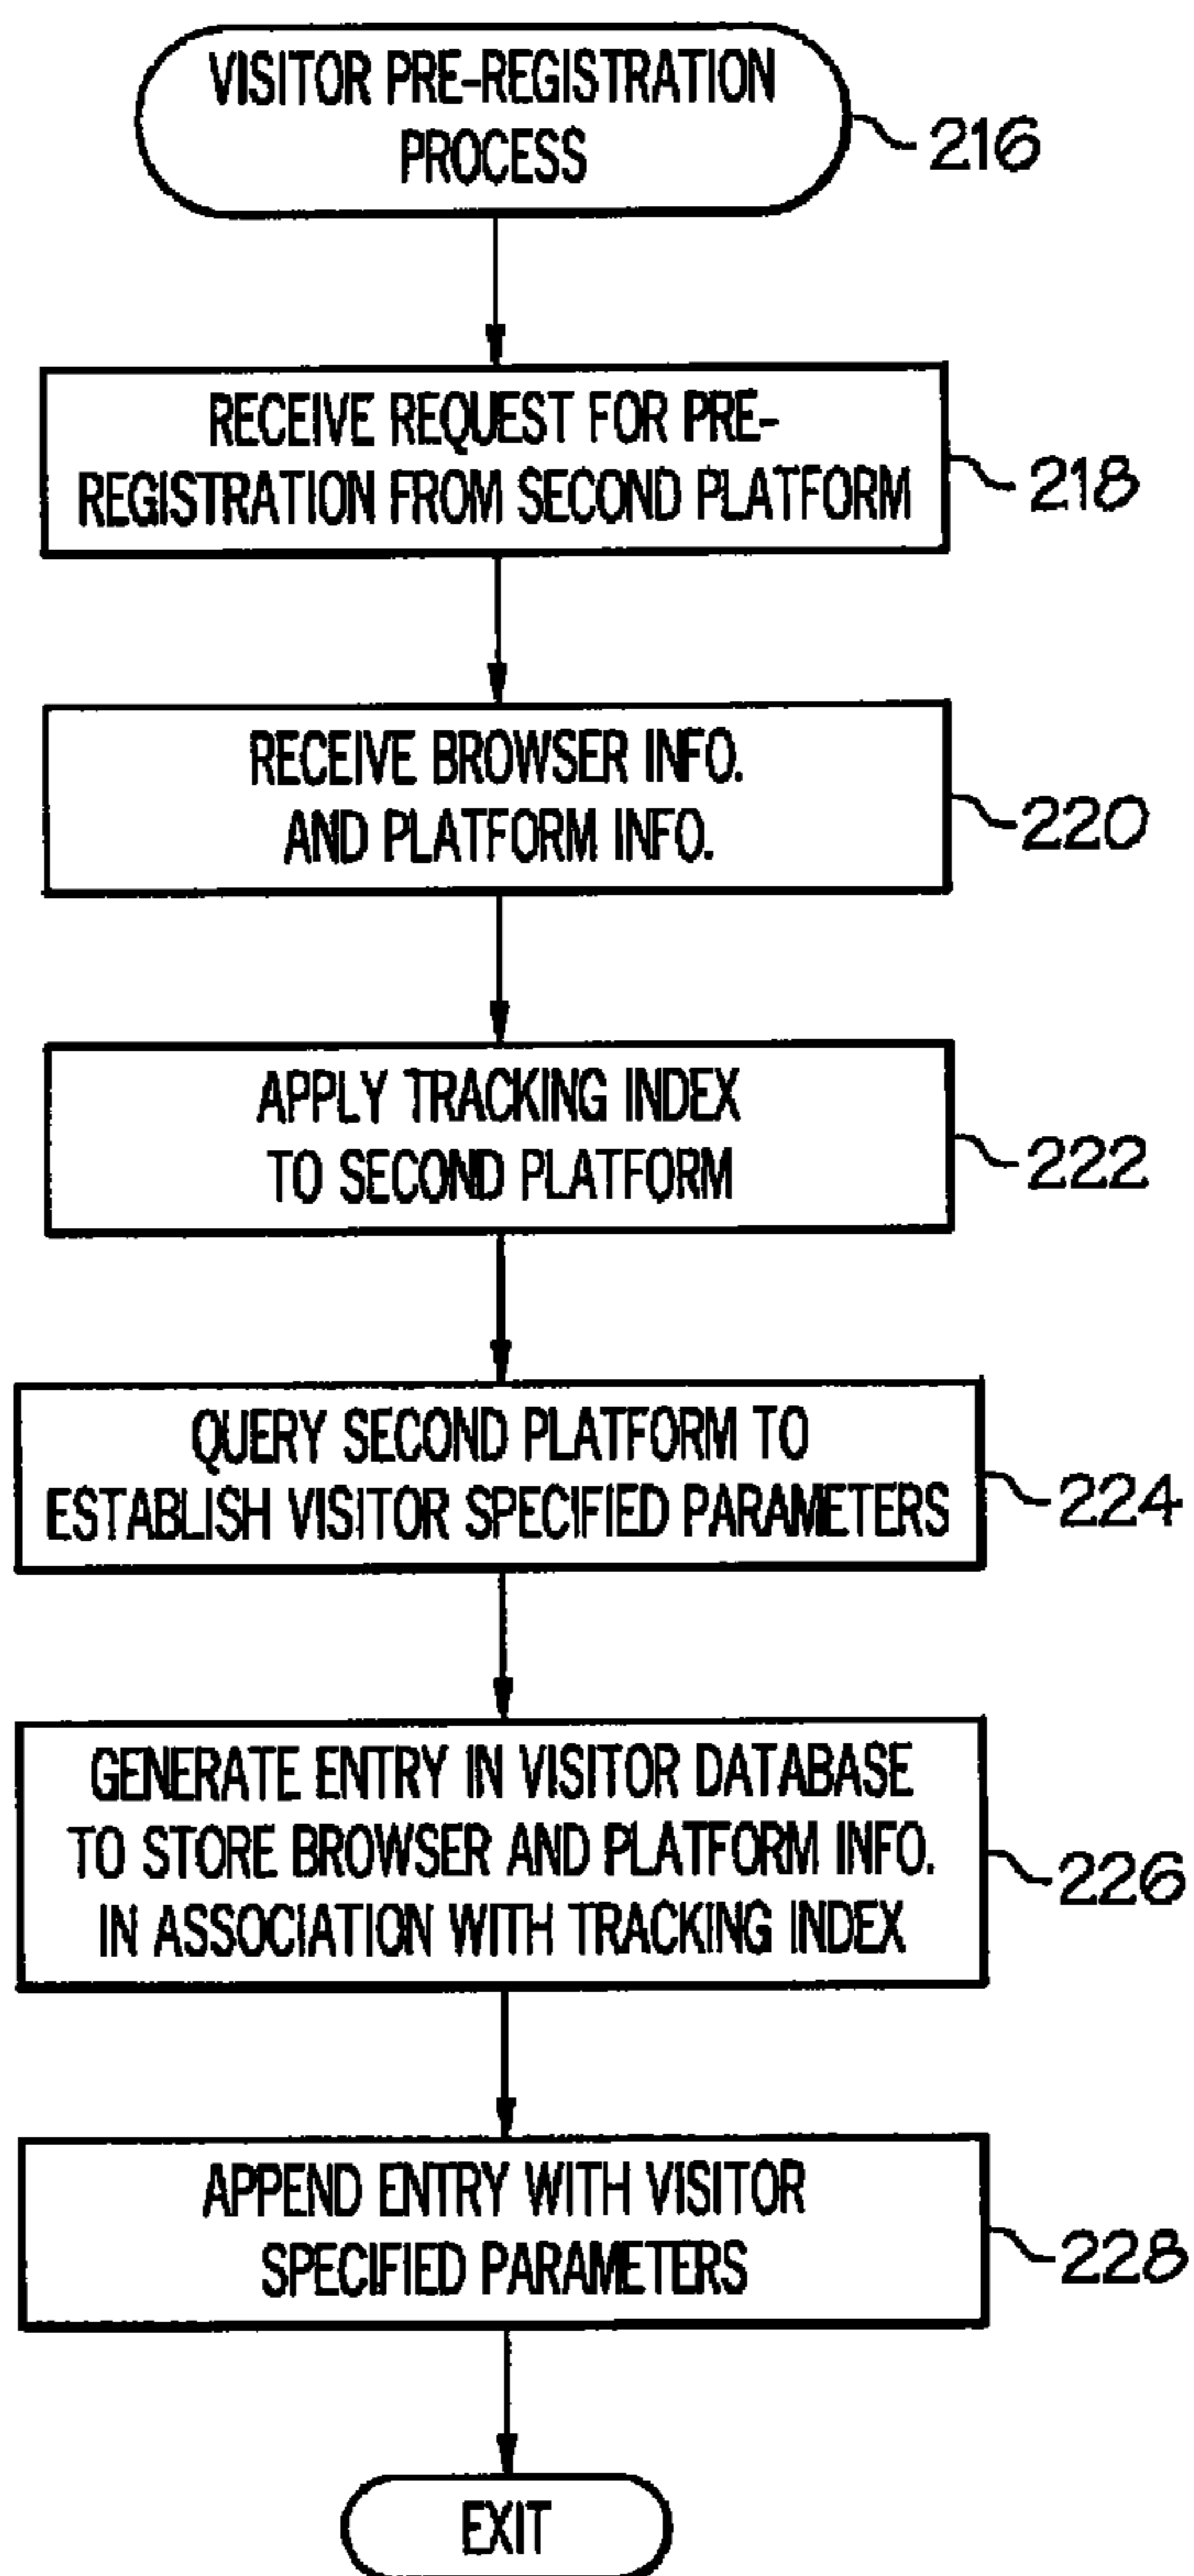 VISITOR PRE-REGISTRATION
PROCESS
216
RECEIVE REQUEST FOR PRE-
REGISTRATION FROM SECOND PLATFORM
218
RECEIVE BROWSER INFO.
AND PLATFORM INFO.
220
APPLY TRACKING INDEX
TO SECOND PLATFORM
222
QUERY SECOND PLATFORM TO
ESTABLISH VISITOR SPECIFIED PARAMETERS
224
GENERATE ENTRY IN VISITOR DATABASE
TO STORE BROWSER AND PLATFORM INFO.
IN ASSOCIATION WITH TRACKING INDEX
226
APPEND ENTRY WITH VISITOR
SPECIFIED PARAMETERS
228
EXIT